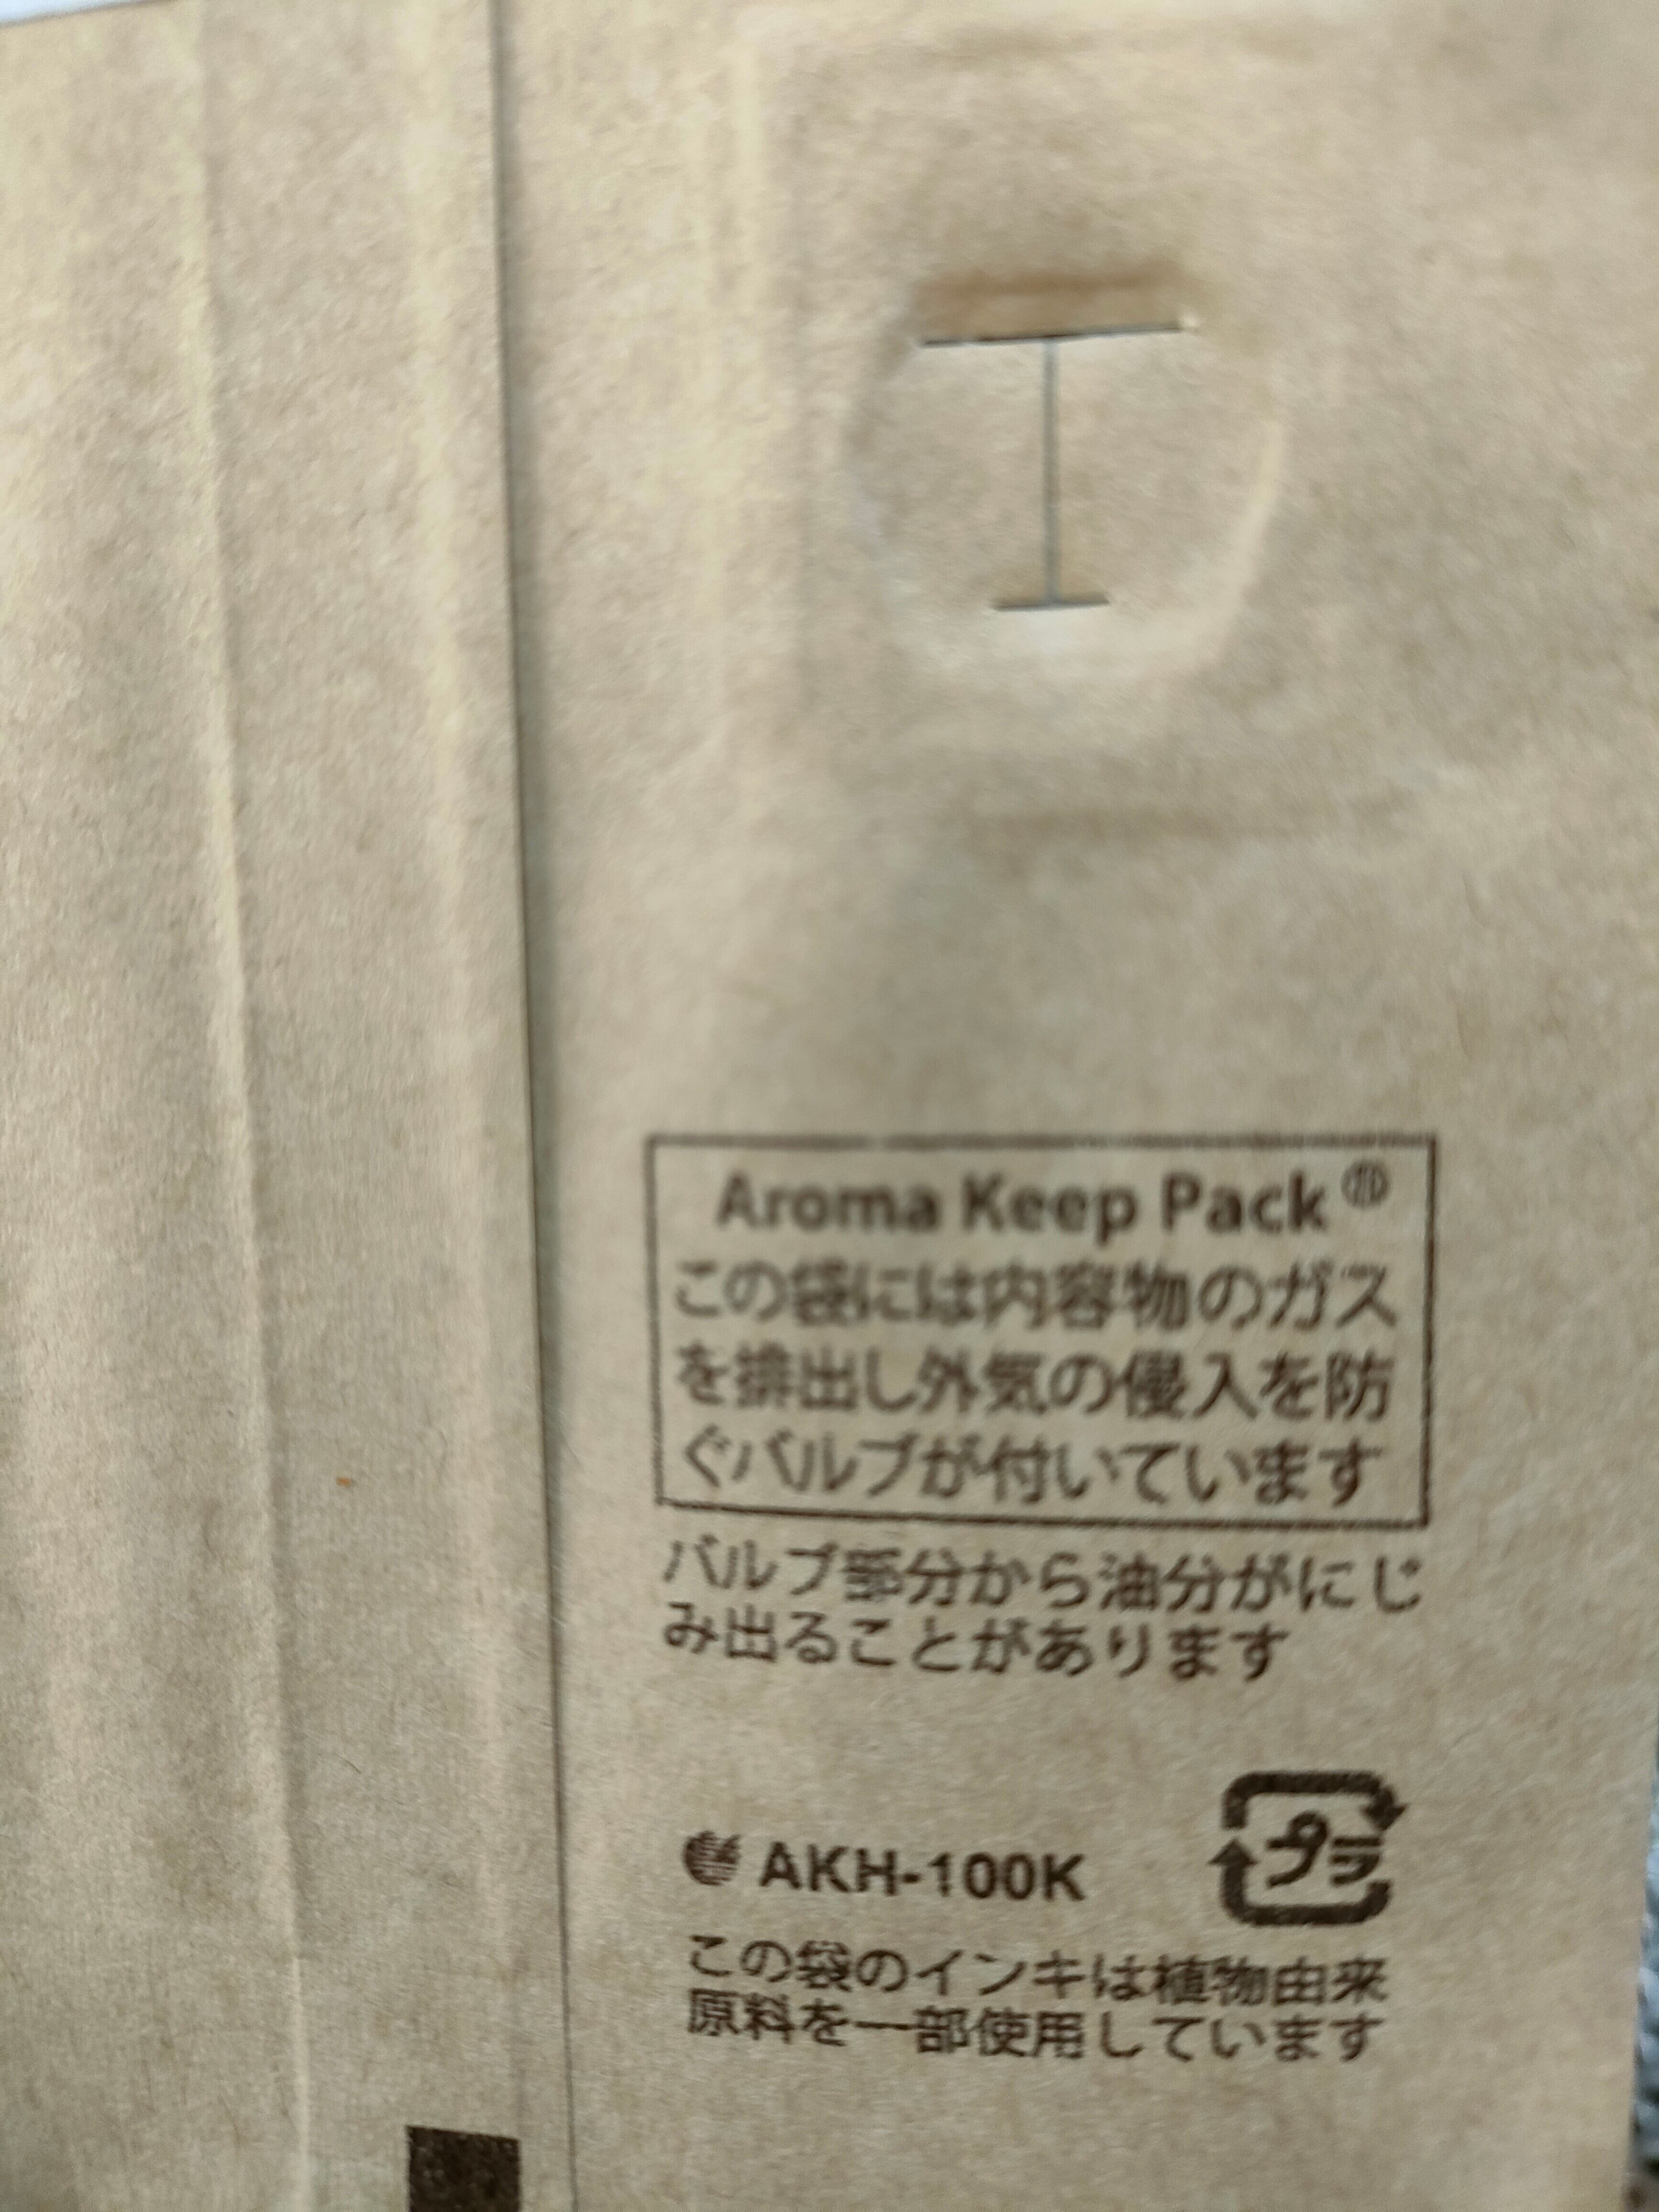 Aroma Keep Pack®
この袋には内容物のガス
を排出し外気の侵入を防
ぐバルブが付いています
バルブ部分から油分がにじ
み出ることがあります
プラ
AKH-100K
この袋のインキは植物由来
原料を一部使用しています